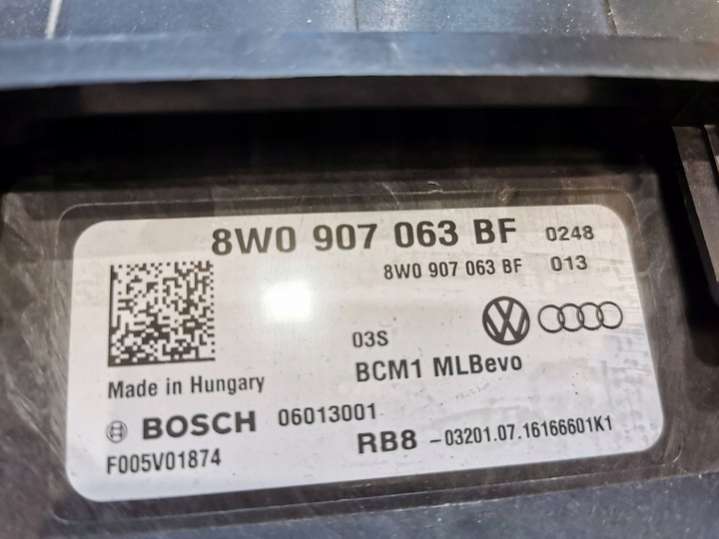 8W0 907 063 BF 0248
8W0 907 063 BF 013
03S
BCM1 MLBevo
Made in Hungary
BOSCH 06013001
RB8 -03201.07.16166601K1
F005V01874